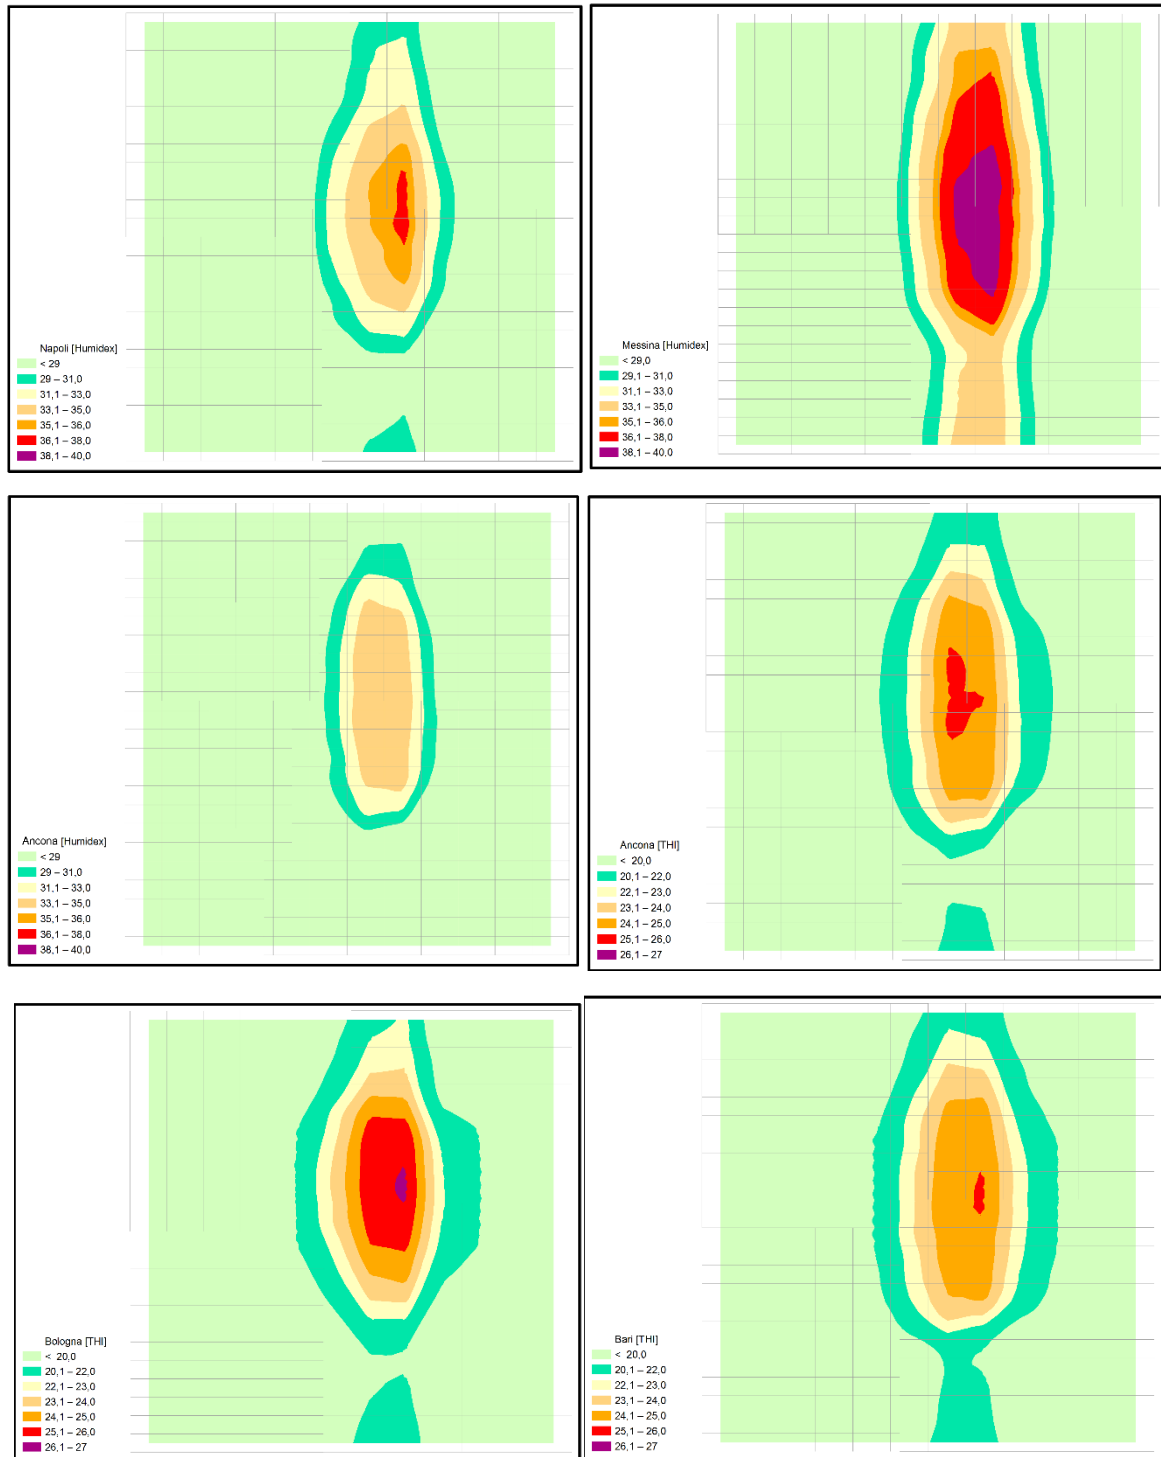 Napoli [Humidex]
< 29
29 – 31,0
31,1 – 33,0
33,1 – 35,0
35,1 – 36,0
36,1 – 38,0
38,1 – 40,0
Messina [Humidex]
< 29,0
29,1 – 31,0
31,1 – 33,0
33,1 – 35,0
35,1 – 36,0
36,1 – 38,0
38,1 – 40,0
Ancona [Humidex]
< 29
29 – 31,0
31,1 – 33,0
33,1 – 35,0
35,1 – 36,0
36,1 – 38,0
38,1 – 40,0
Ancona [THI]
< 20,0
20,1 – 22,0
22,1 – 23,0
23,1 – 24,0
24,1 – 25,0
25,1 – 26,0
26,1 – 27
Bologna [THI]
< 20,0
20,1 – 22,0
22,1 – 23,0
23,1 – 24,0
24,1 – 25,0
25,1 – 26,0
26,1 – 27
Bari [THI]
< 20,0
20,1 – 22,0
22,1 – 23,0
23,1 – 24,0
24,1 – 25,0
25,1 – 26,0
26,1 – 27